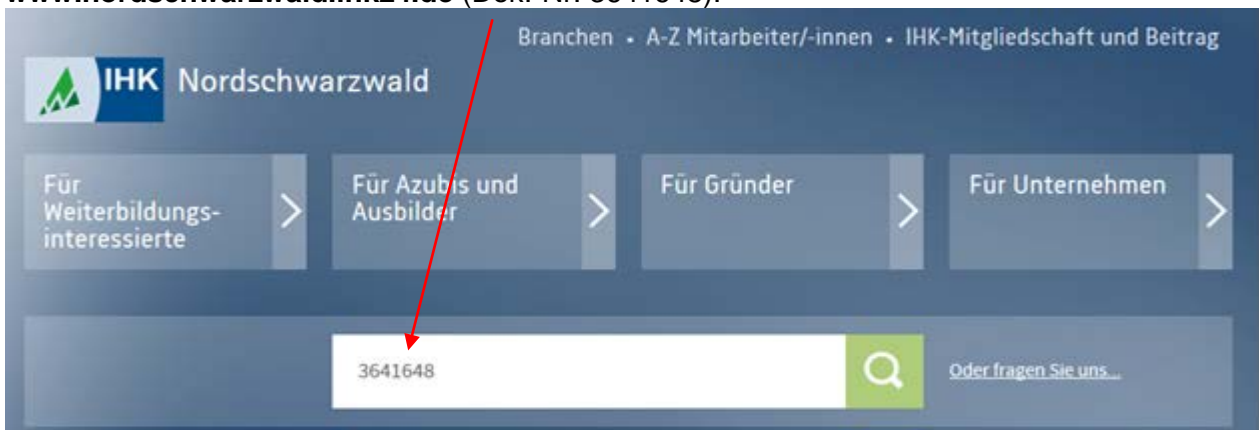 Branchen • A-Z Mitarbeiter/-innen • IHK-Mitgliedschaft und Beitrag
IHK Nordschwarzwald
Für
Weiterbildungs-
interessierte
Für Azubis und
Ausbilder
Für Gründer
Für Unternehmen
3641648
Oder fragen Sie uns...